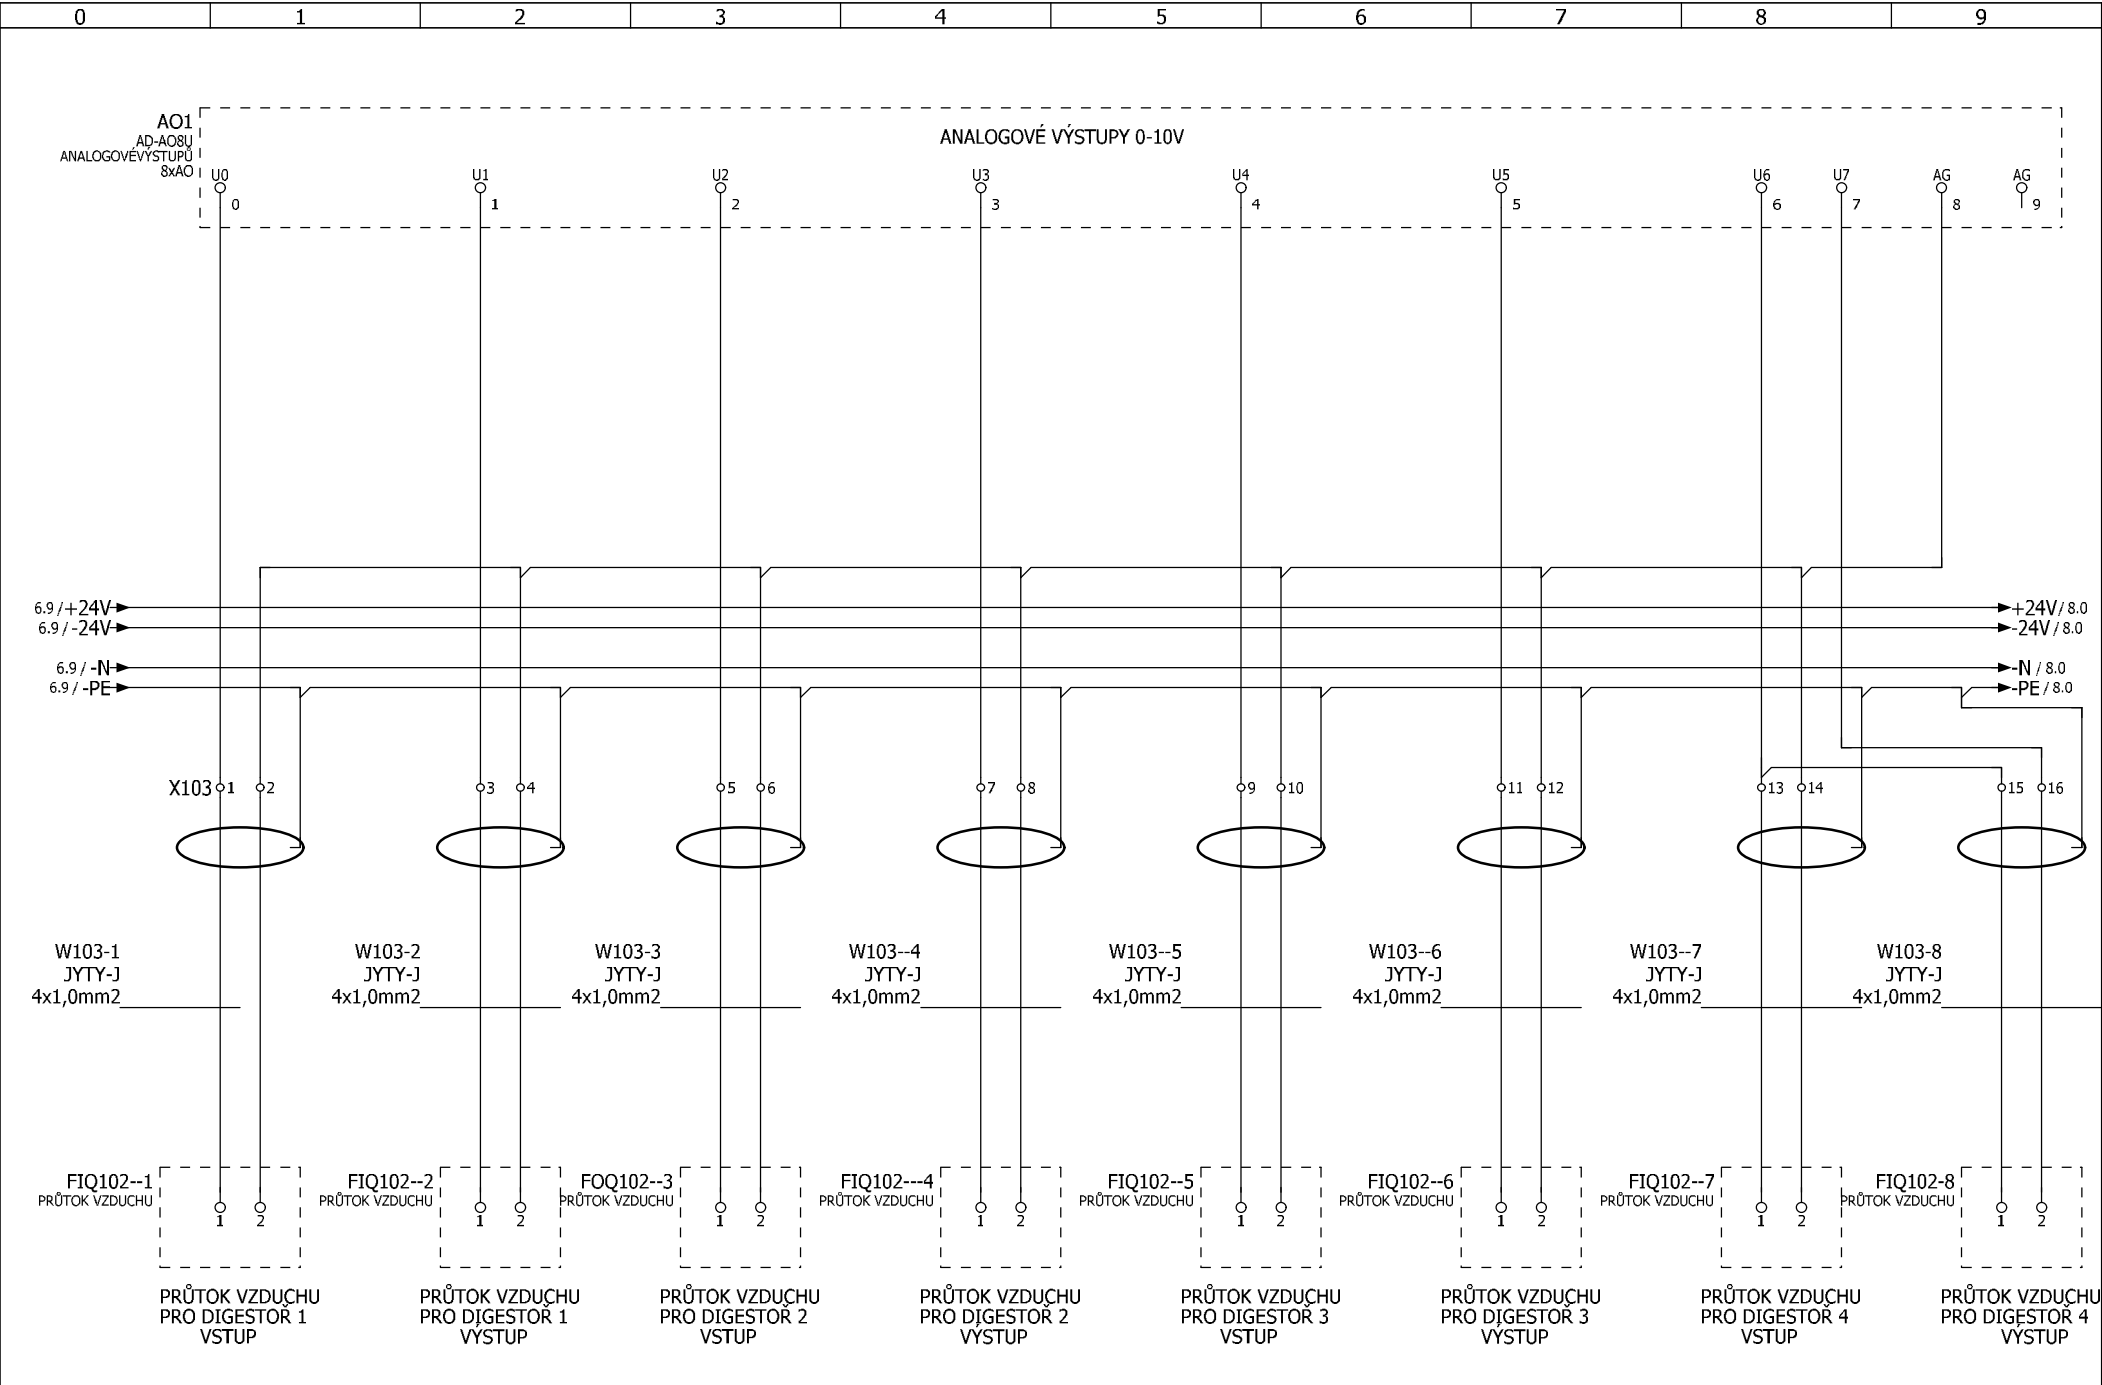 0 1 2 3 4 5 6 7 8 9
AO1
AD-AO8U
ANALOGOVÉVÝSTUPŮ
8xAO
ANALOGOVÉ VÝSTUPY 0-10V
U0 U1 U2 U3 U4 U5 U6 U7 AG AG
0 1 2 3 4 5 6 7 8 9
6.9 / +24V +24V / 8.0
6.9 / -24V -24V / 8.0
6.9 / -N -N / 8.0
6.9 / -PE -PE / 8.0
X103 1 2 3 4 5 6 7 8 9 10 11 12 13 14 15 16
W103-1 W103-2 W103-3 W103--4 W103--5 W103--6 W103--7 W103-8
JYTY-J JYTY-J JYTY-J JYTY-J JYTY-J JYTY-J JYTY-J JYTY-J
4x1,0mm2 4x1,0mm2 4x1,0mm2 4x1,0mm2 4x1,0mm2 4x1,0mm2 4x1,0mm2 4x1,0mm2
FIQ102--1 FIQ102--2 FOQ102--3 FIQ102---4 FIQ102--5 FIQ102--6 FIQ102--7 FIQ102-8
PRŮTOK VZDUCHU PRŮTOK VZDUCHU PRŮTOK VZDUCHU PRŮTOK VZDUCHU PRŮTOK VZDUCHU PRŮTOK VZDUCHU PRŮTOK VZDUCHU PRŮTOK VZDUCHU
1 2 1 2 1 2 1 2 1 2 1 2 1 2 1 2
PRŮTOK VZDUCHU PRŮTOK VZDUCHU PRŮTOK VZDUCHU PRŮTOK VZDUCHU PRŮTOK VZDUCHU PRŮTOK VZDUCHU PRŮTOK VZDUCHU PRŮTOK VZDUCHU
PRO DIGESTOŘ 1 PRO DIGESTOŘ 1 PRO DIGESTOŘ 2 PRO DIGESTOŘ 2 PRO DIGESTOŘ 3 PRO DIGESTOŘ 3 PRO DIGESTOŘ 4 PRO DIGESTOŘ 4
VSTUP VÝSTUP VSTUP VÝSTUP VSTUP VÝSTUP VSTUP VÝSTUP